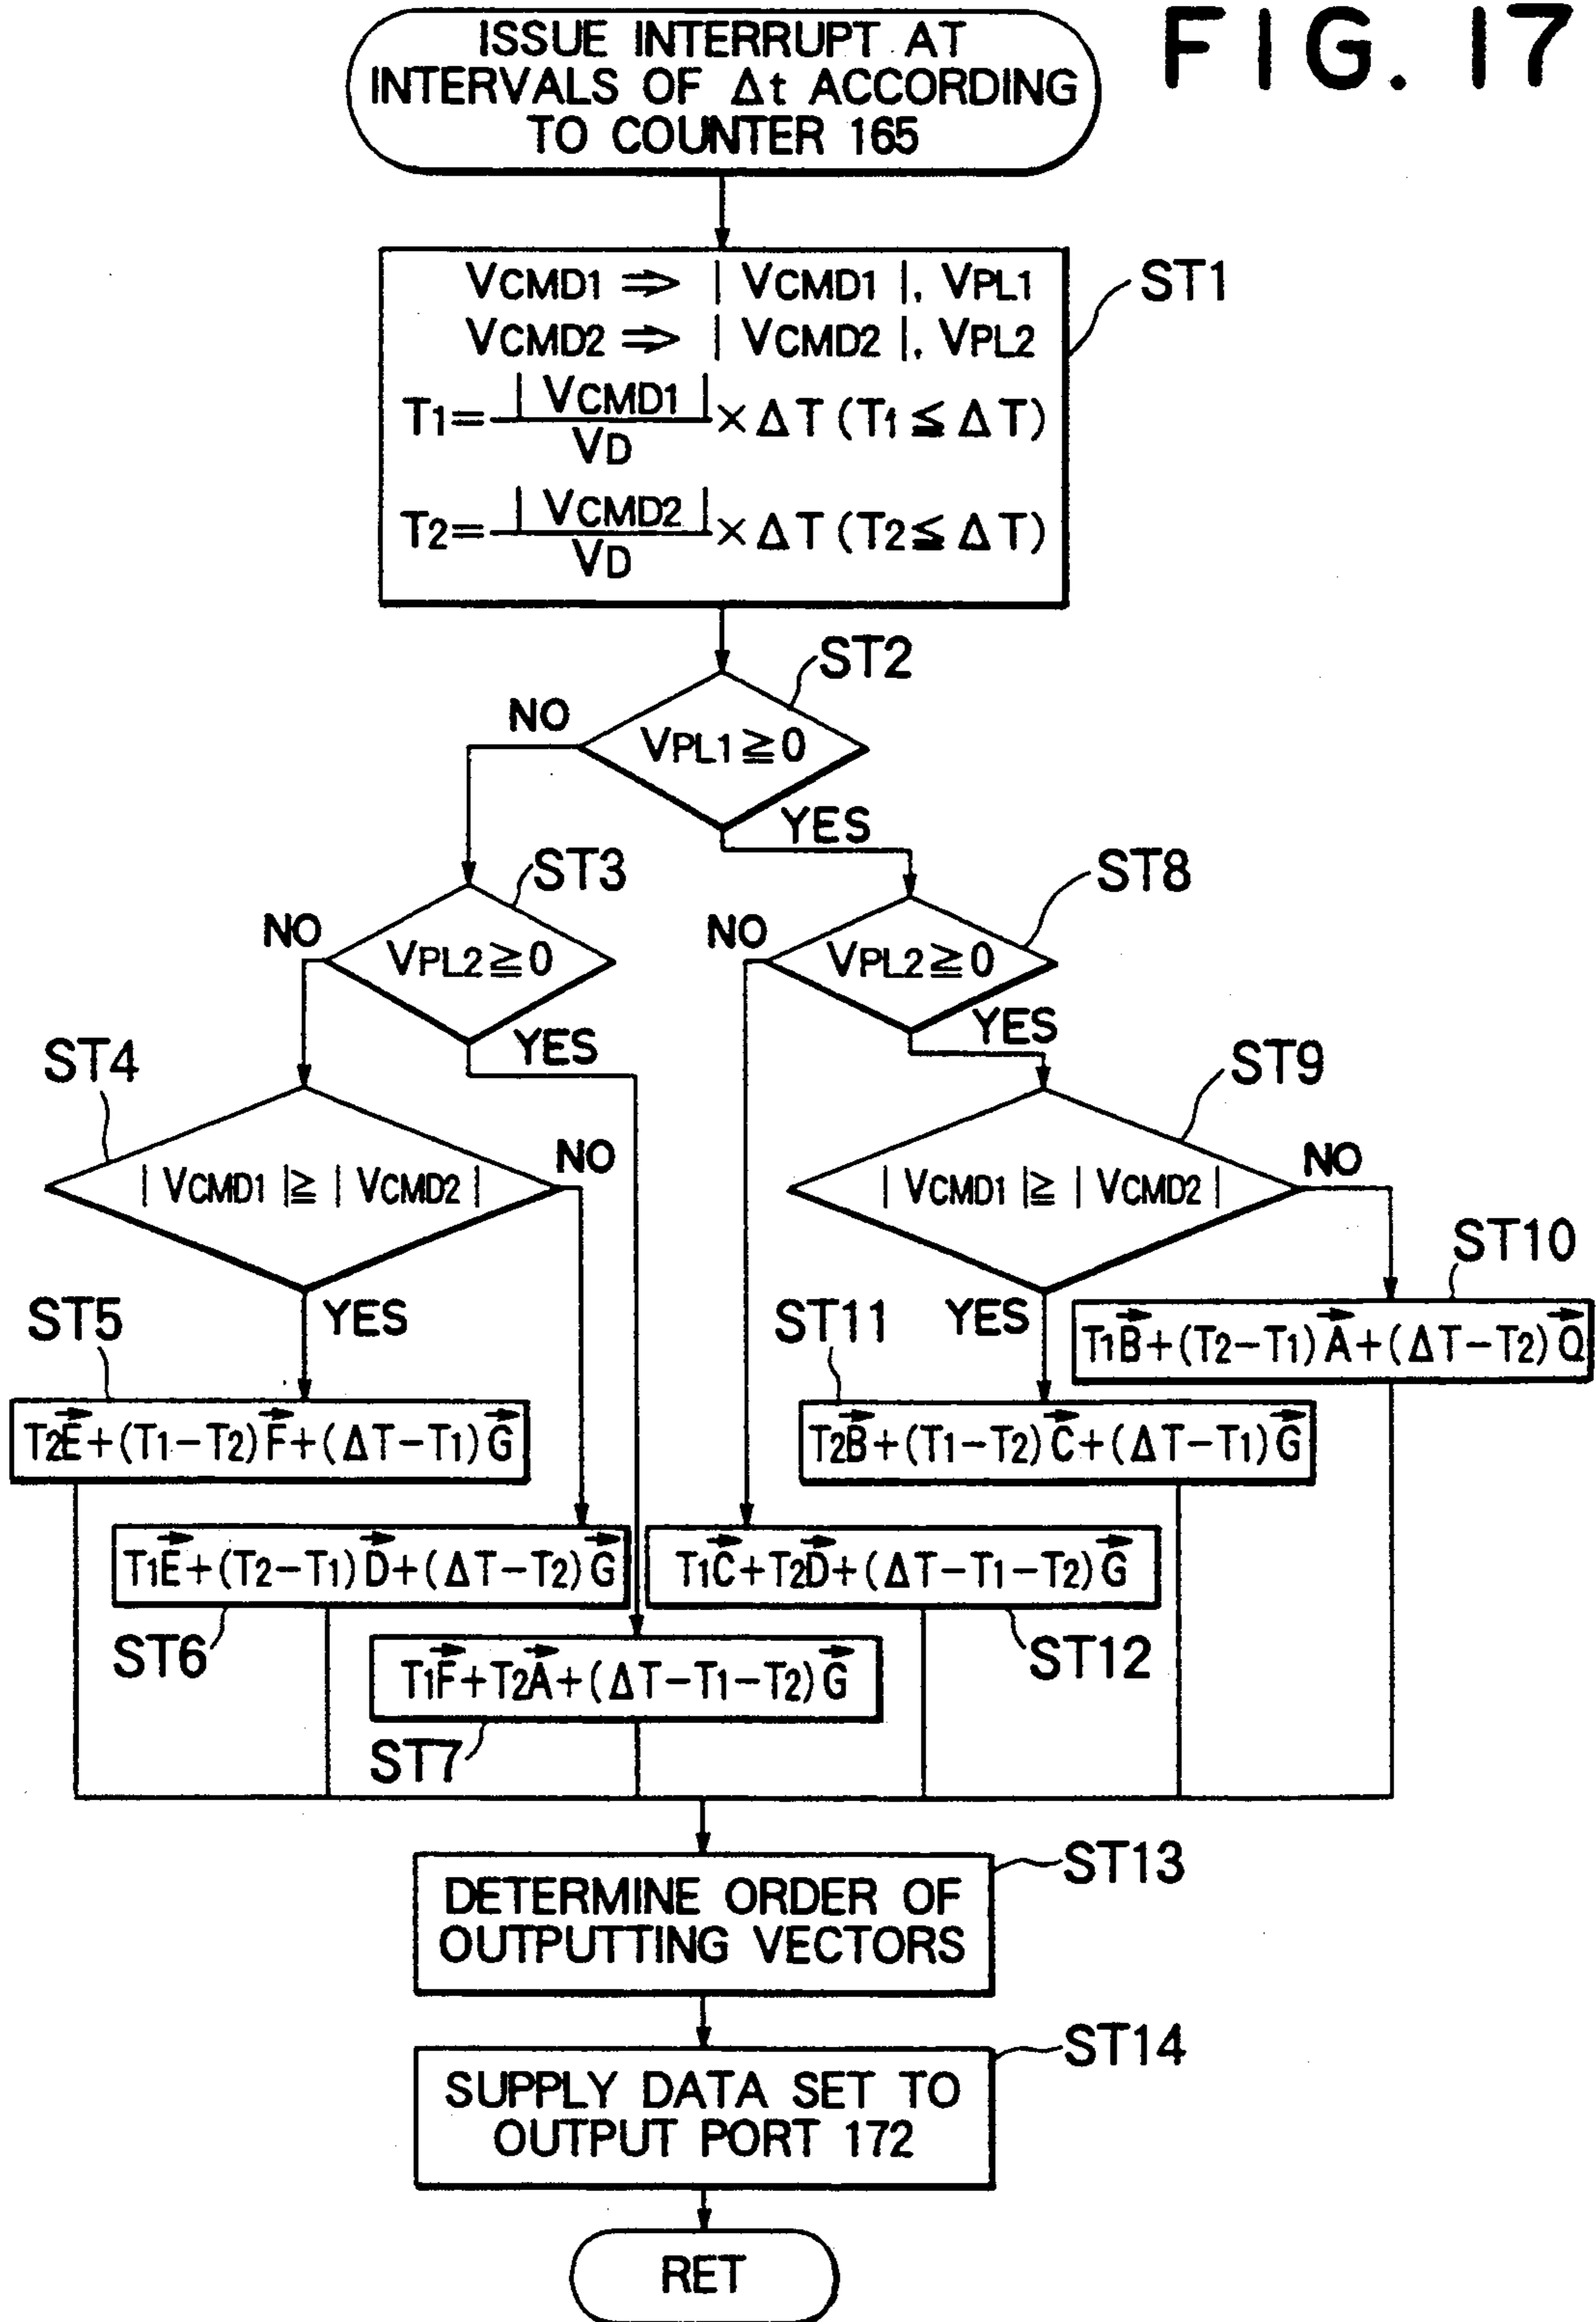 FIG. 17
ISSUE INTERRUPT AT
INTERVALS OF Δt ACCORDING
TO COUNTER 165
VCMD1 ⇒ | VCMD1 |, VPL1
VCMD2 ⇒ | VCMD2 |, VPL2
T1= | VCMD1 | / VD × ΔT (T1 ≦ ΔT)
T2= | VCMD2 | / VD × ΔT (T2 ≦ ΔT)
ST1
ST2
NO
VPL1≧0
YES
ST3
ST8
NO
VPL2≧0
YES
NO
VPL2≧0
YES
ST4
ST9
| VCMD1 |≧ | VCMD2 |
NO
| VCMD1 |≧ | VCMD2 |
NO
ST10
YES
YES
T1B→+(T2−T1)A→+(ΔT−T2)Q→
ST5
ST11
T2E→+(T1−T2)F→+(ΔT−T1)G→
T2B→+(T1−T2)C→+(ΔT−T1)G→
T1E→+(T2−T1)D→+(ΔT−T2)G→
T1C→+T2D→+(ΔT−T1−T2)G→
ST6
ST12
T1F→+T2A→+(ΔT−T1−T2)G→
ST7
ST13
DETERMINE ORDER OF
OUTPUTTING VECTORS
ST14
SUPPLY DATA SET TO
OUTPUT PORT 172
RET